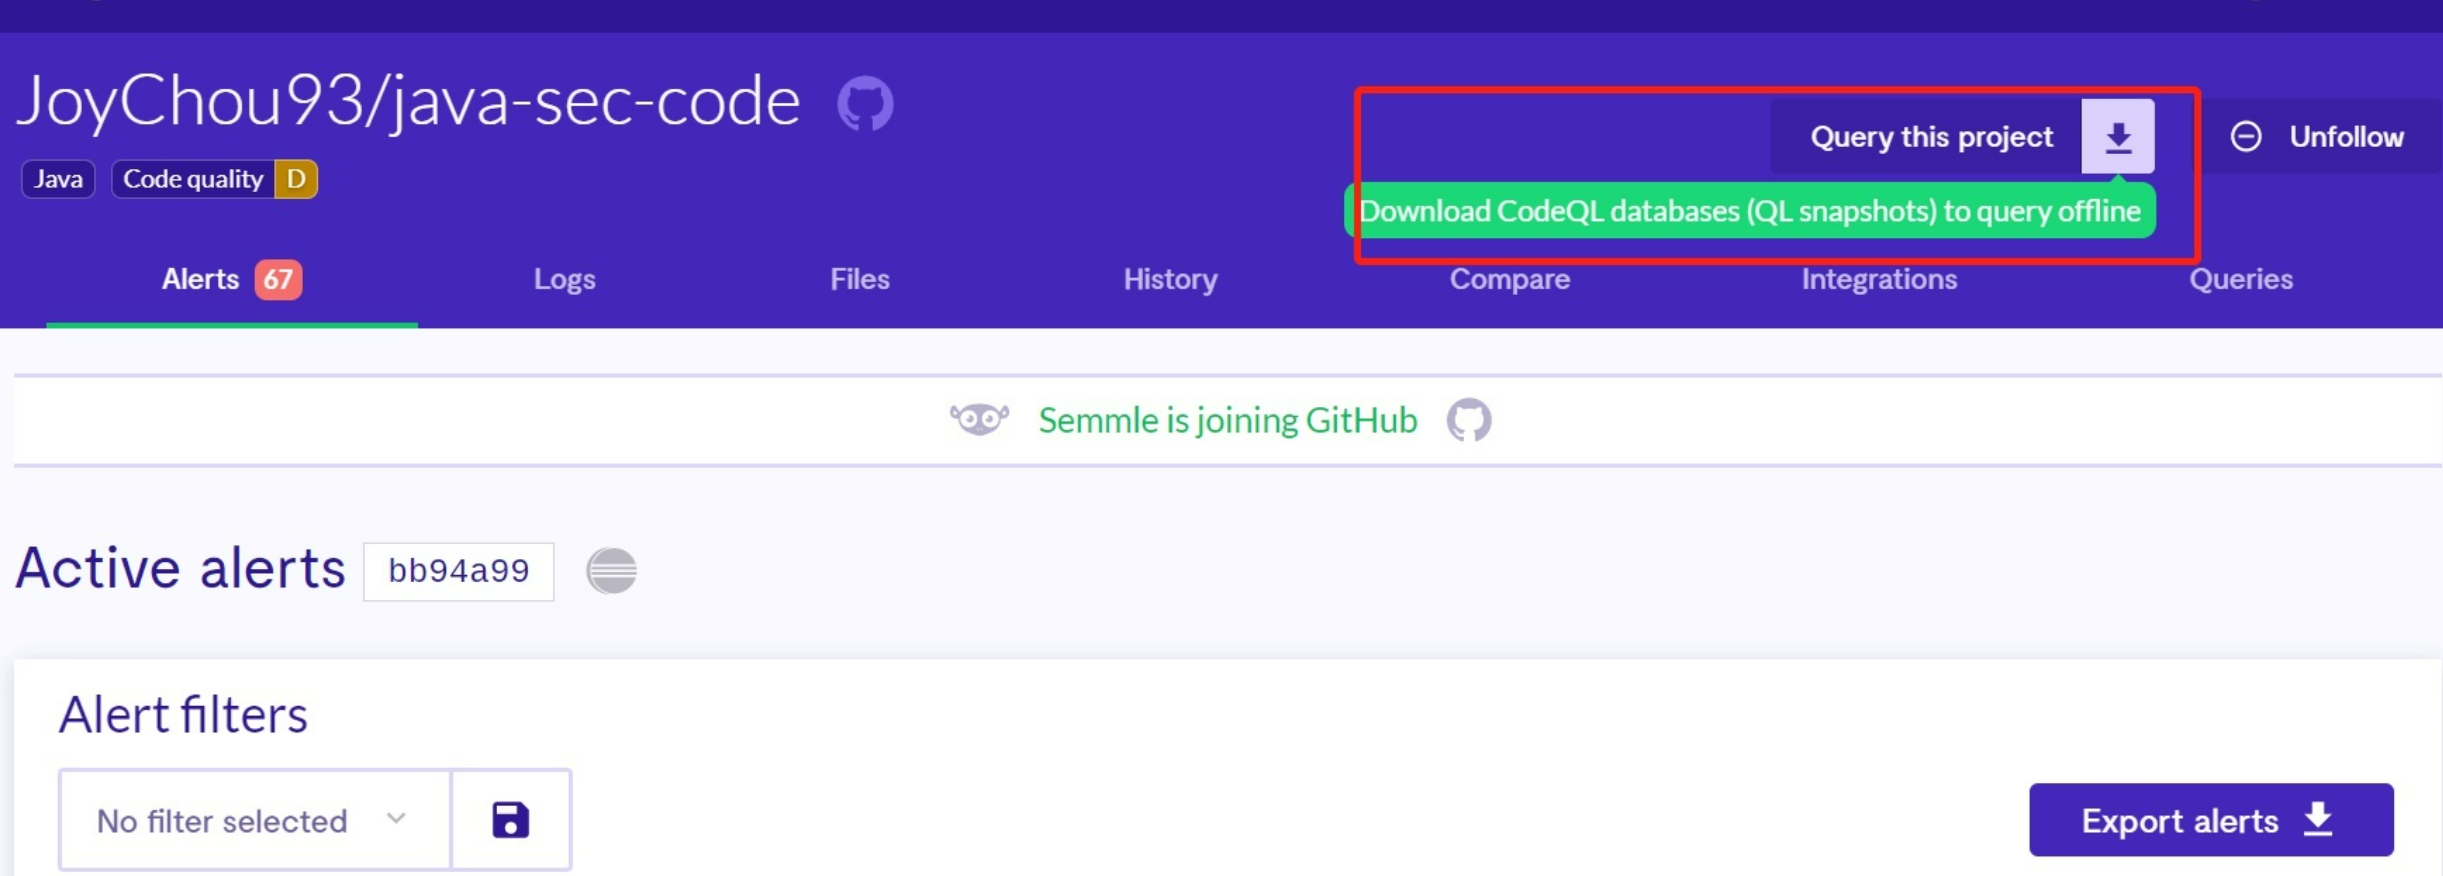 JoyChou93/java-sec-code
Query this project
Unfollow
Java
Code quality D
Download CodeQL databases (QL snapshots) to query offline
Alerts 67
Logs
Files
History
Compare
Integrations
Queries
Semmle is joining GitHub
Active alerts bb94a99
Alert filters
No filter selected
Export alerts